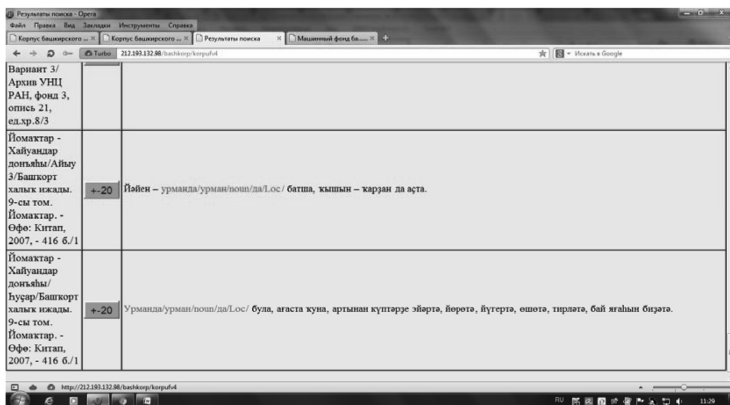 Результаты поиска - Opera
Файл Правка Вид Закладки Инструменты Справка
Корпус башкирского ... Корпус башкирского ... Результаты поиска Машинный фонд ба...
Turbo 212.193.132.98/bashkorp/korpufv4 Искать в Google
Вариант 3/
Архив УНЦ
РАН, фонд 3,
опись 21,
ед.хр.8/3
Йомаҡтар -
Хайуандар
донъяһы/Айыу
3/Башҡорт
халыҡ ижады.
9-сы том.
Йомаҡтар. -
Өфө: Китап,
2007, - 416 б./1
+-20
Йәйен – урманда/урман/noun/да/Loc/ батша, ҡышын – ҡарҙан да аҫта.
Йомаҡтар -
Хайуандар
донъяһы/
Һуҫар/Башҡорт
халыҡ ижады.
9-сы том.
Йомаҡтар. -
Өфө: Китап,
2007, - 416 б./1
+-20
Урманда/урман/noun/да/Loc/ була, ағаста ҡуна, артынан күптәрҙе эйәртә, йөрөтә, йүгертә, өшөтә, тирләтә, бай яғаһын биҙәтә.
http://212.193.132.98/bashkorp/korpufv4
RU 11:29